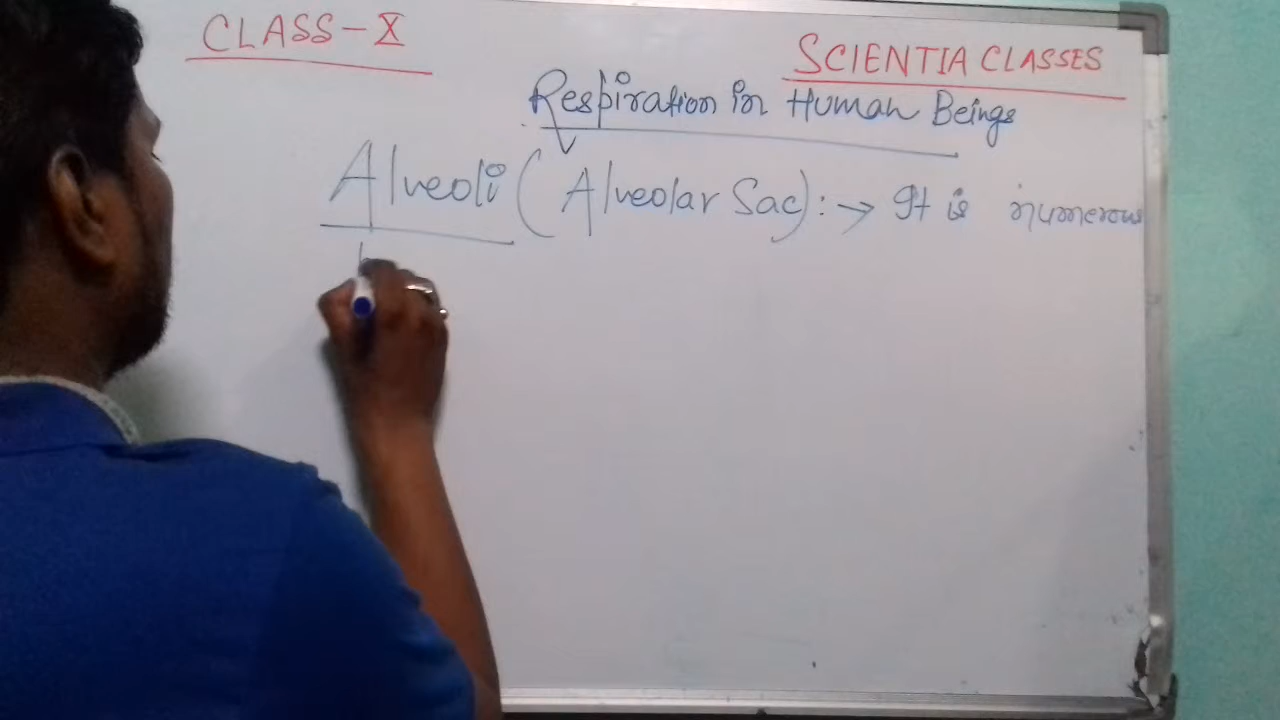 CLASS - X
SCIENTIA CLASSES
Respiration in Human Beings
Alveoli (Alveolar Sac) : → It is numerous